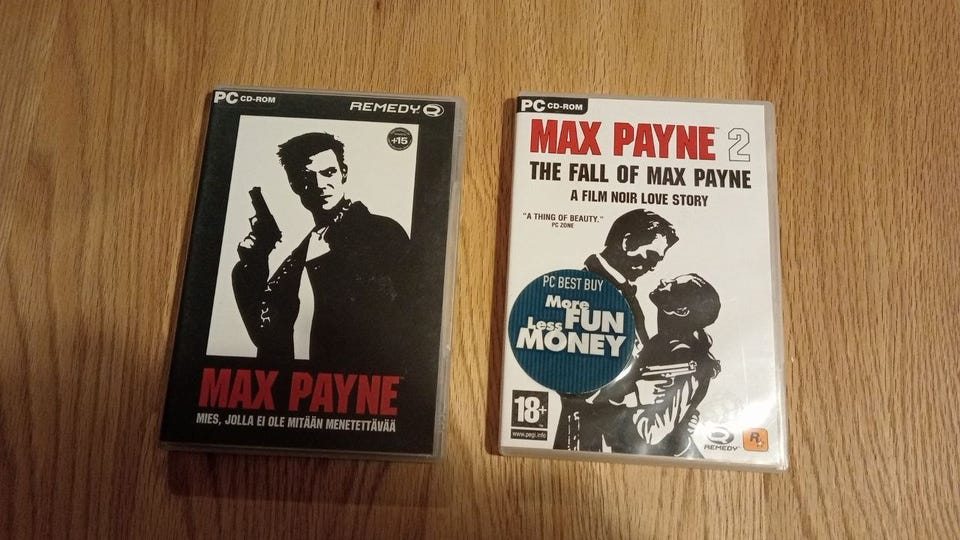 PC CD-ROM
REMEDY
+15
MAX PAYNE
MIES, JOLLA EI OLE MITÄÄN MENETETTÄVÄÄ
PC CD-ROM
MAX PAYNE™ 2
THE FALL OF MAX PAYNE
A FILM NOIR LOVE STORY
"A THING OF BEAUTY."
PC ZONE
PC BEST BUY
More
FUN
Less
MONEY
18+
www.pegi.info
REMEDY
R